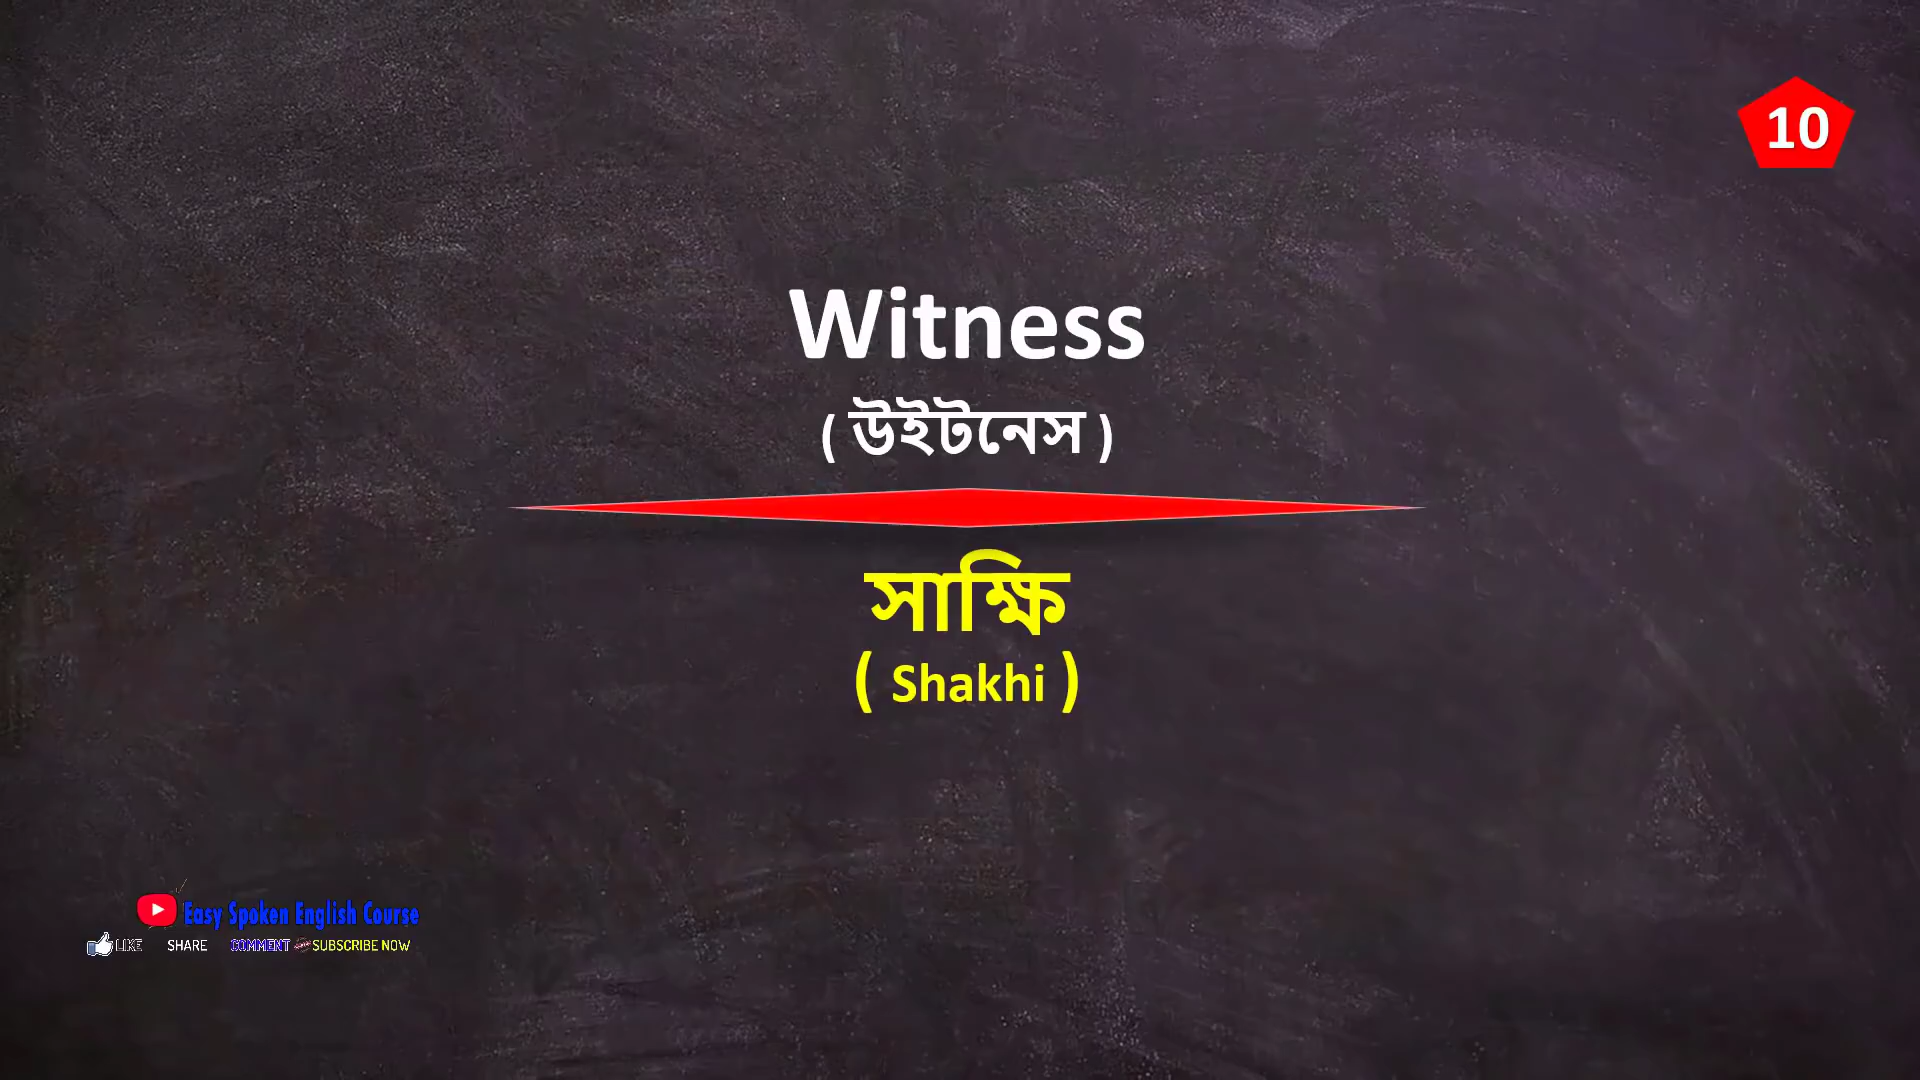 10
Witness
( উইটনেস )
সাক্ষি
( Shakhi )
Easy Spoken English Course
LIKE SHARE COMMENT SUBSCRIBE NOW